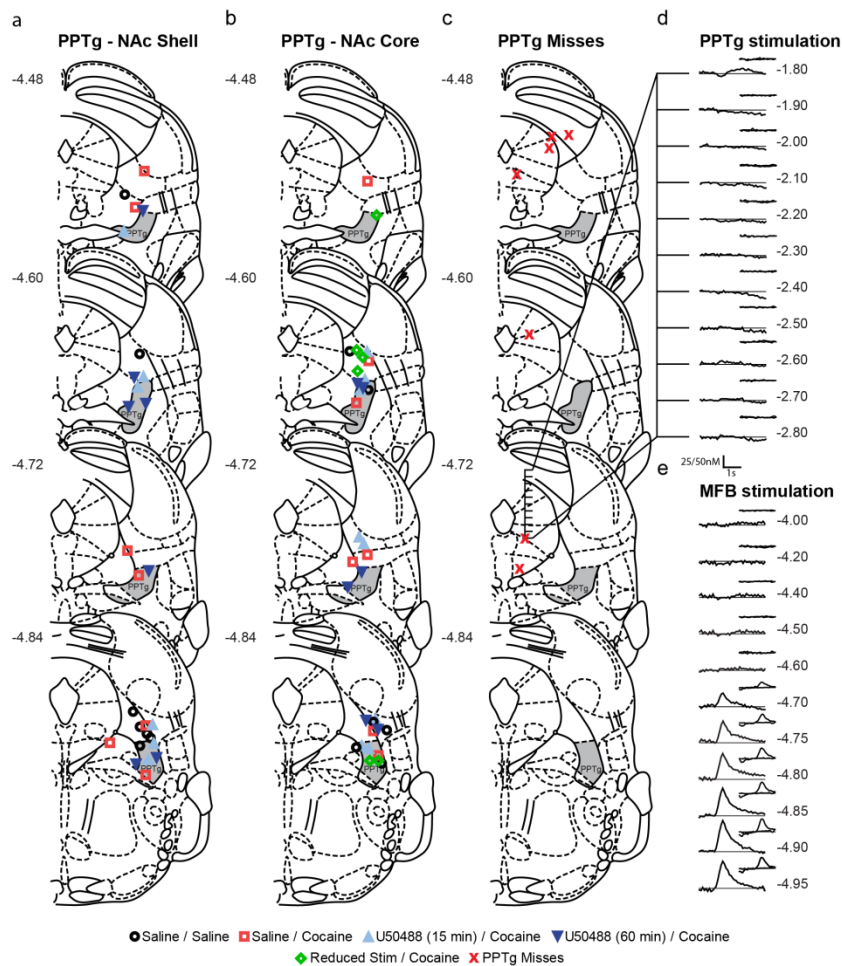 a b c d
PPTg - NAc Shell PPTg - NAc Core PPTg Misses PPTg stimulation
-4.48 -4.48 -4.48
-1.80
-1.90
-2.00
-2.10
-2.20
-2.30
-2.40
-2.50
-2.60
-2.70
-2.80
PPTg PPTg PPTg
-4.60 -4.60 -4.60
PPTg PPTg PPTg
-4.72 -4.72 -4.72
25/50nM
1s
e
MFB stimulation
-4.00
-4.20
-4.40
-4.50
-4.60
-4.70
-4.75
-4.80
-4.85
-4.90
-4.95
PPTg PPTg PPTg
-4.84 -4.84 -4.84
PPTg PPTg PPTg
Saline / Saline Saline / Cocaine U50488 (15 min) / Cocaine U50488 (60 min) / Cocaine
Reduced Stim / Cocaine PPTg Misses